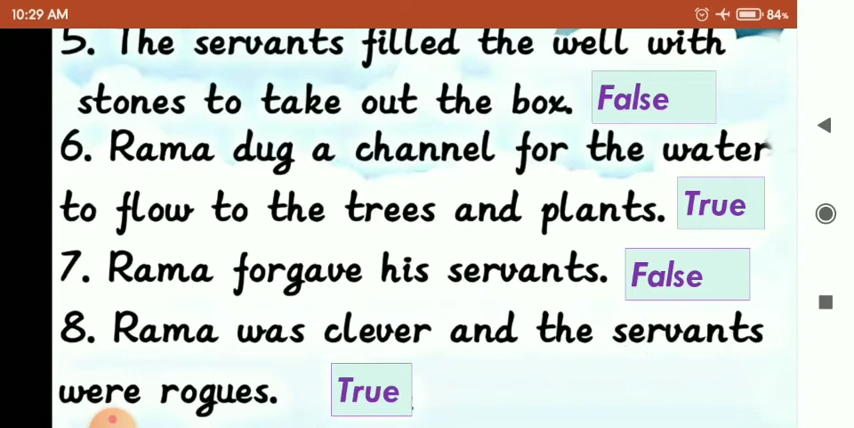 10:29 AM 84%
5. The servants filled the well with
stones to take out the box. False
6. Rama dug a channel for the water
to flow to the trees and plants. True
7. Rama forgave his servants. False
8. Rama was clever and the servants
were rogues. True